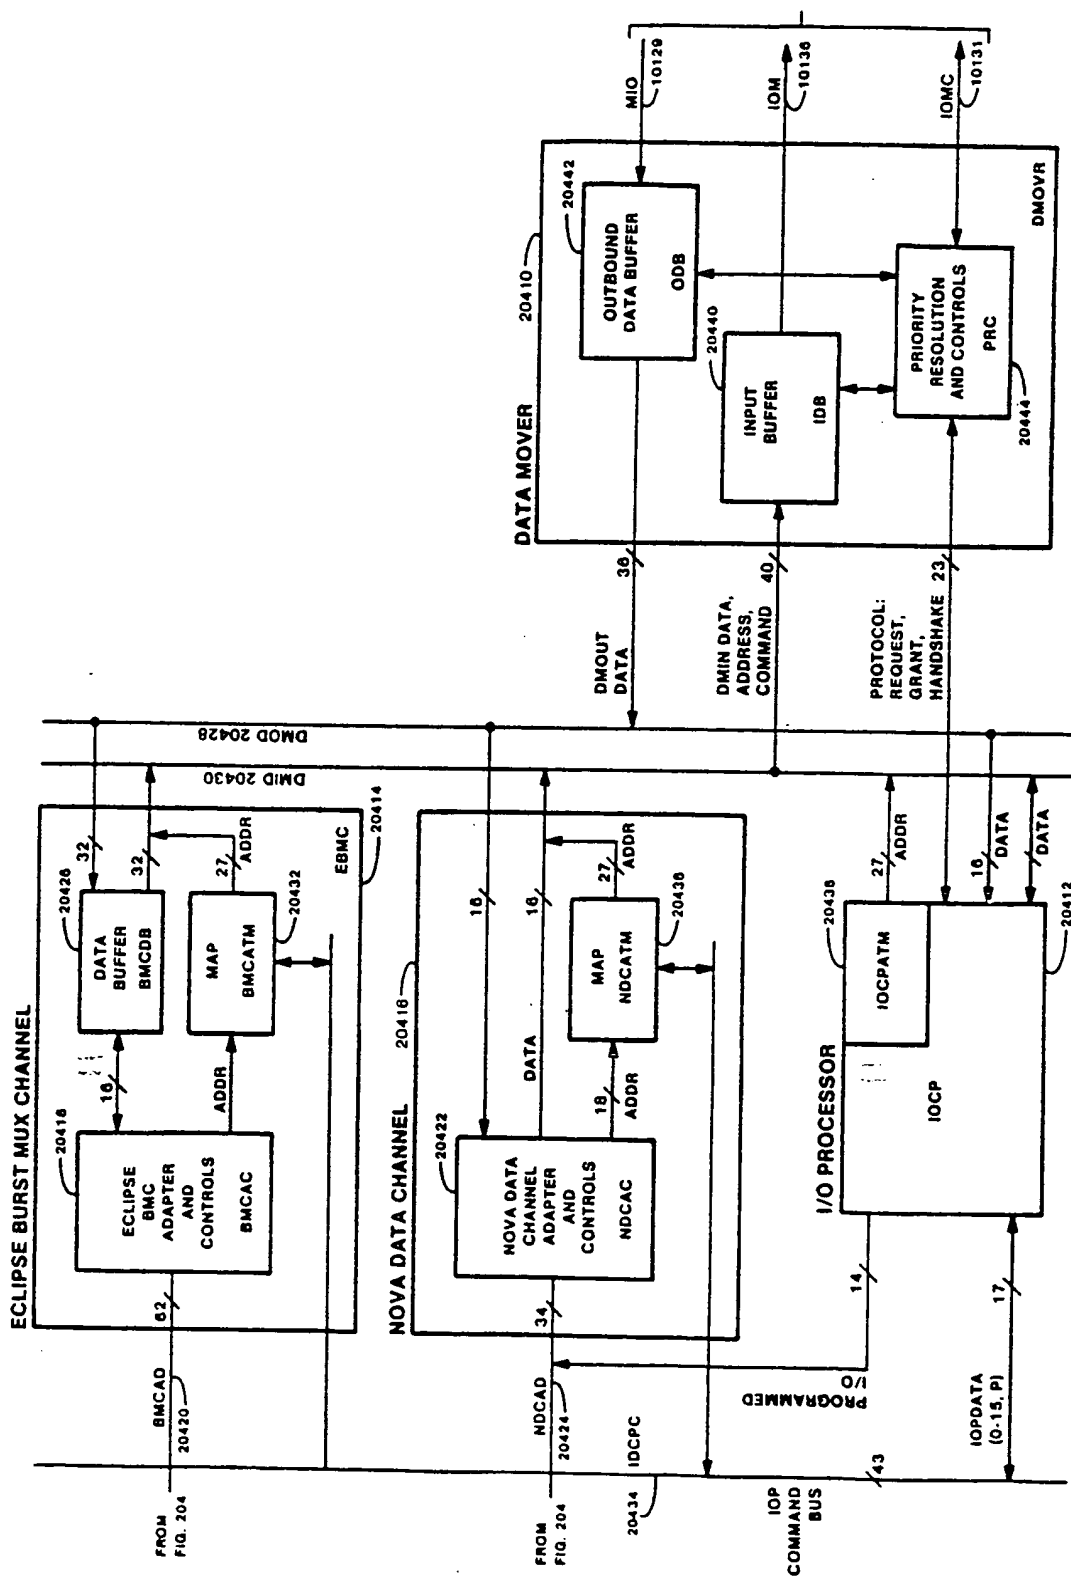 ECLIPSE BURST MUX CHANNEL
20418
ECLIPSE
BMC
ADAPTER
AND
CONTROLS
BMCAC
62
BMCAD
20420
FROM
FIG. 204
16
ADDR
20426
DATA
BUFFER
BMCDB
MAP
BMCATM
20432
32
32
27
ADDR
EBMC
20414
DMID 20430
DMOD 20428
NOVA DATA CHANNEL
20416
20422
NOVA DATA
CHANNEL
ADAPTER
AND
CONTROLS
NDCAC
34
NDCAD
20424
FROM
FIG. 204
16
16
DATA
18
ADDR
MAP
NDCATM
20436
27
ADDR
IDCPC
20434
PROGRAMMED
I/O
IOP
COMMAND
BUS
43
I/O PROCESSOR
IOCP
IOCPATM
20438
27
ADDR
16
DATA
DATA
20412
14
17
IOPDATA
(0-15, P)
DATA MOVER
20410
DMOUT
DATA
36
DMIN DATA,
ADDRESS,
COMMAND
40
PROTOCOL:
REQUEST,
GRANT,
HANDSHAKE
23
OUTBOUND
DATA BUFFER
ODB
20442
INPUT
BUFFER
IDB
20440
PRIORITY
RESOLUTION
AND CONTROLS
PRC
20444
DMOVR
MIO
10129
IOM
10136
IOMC
10131